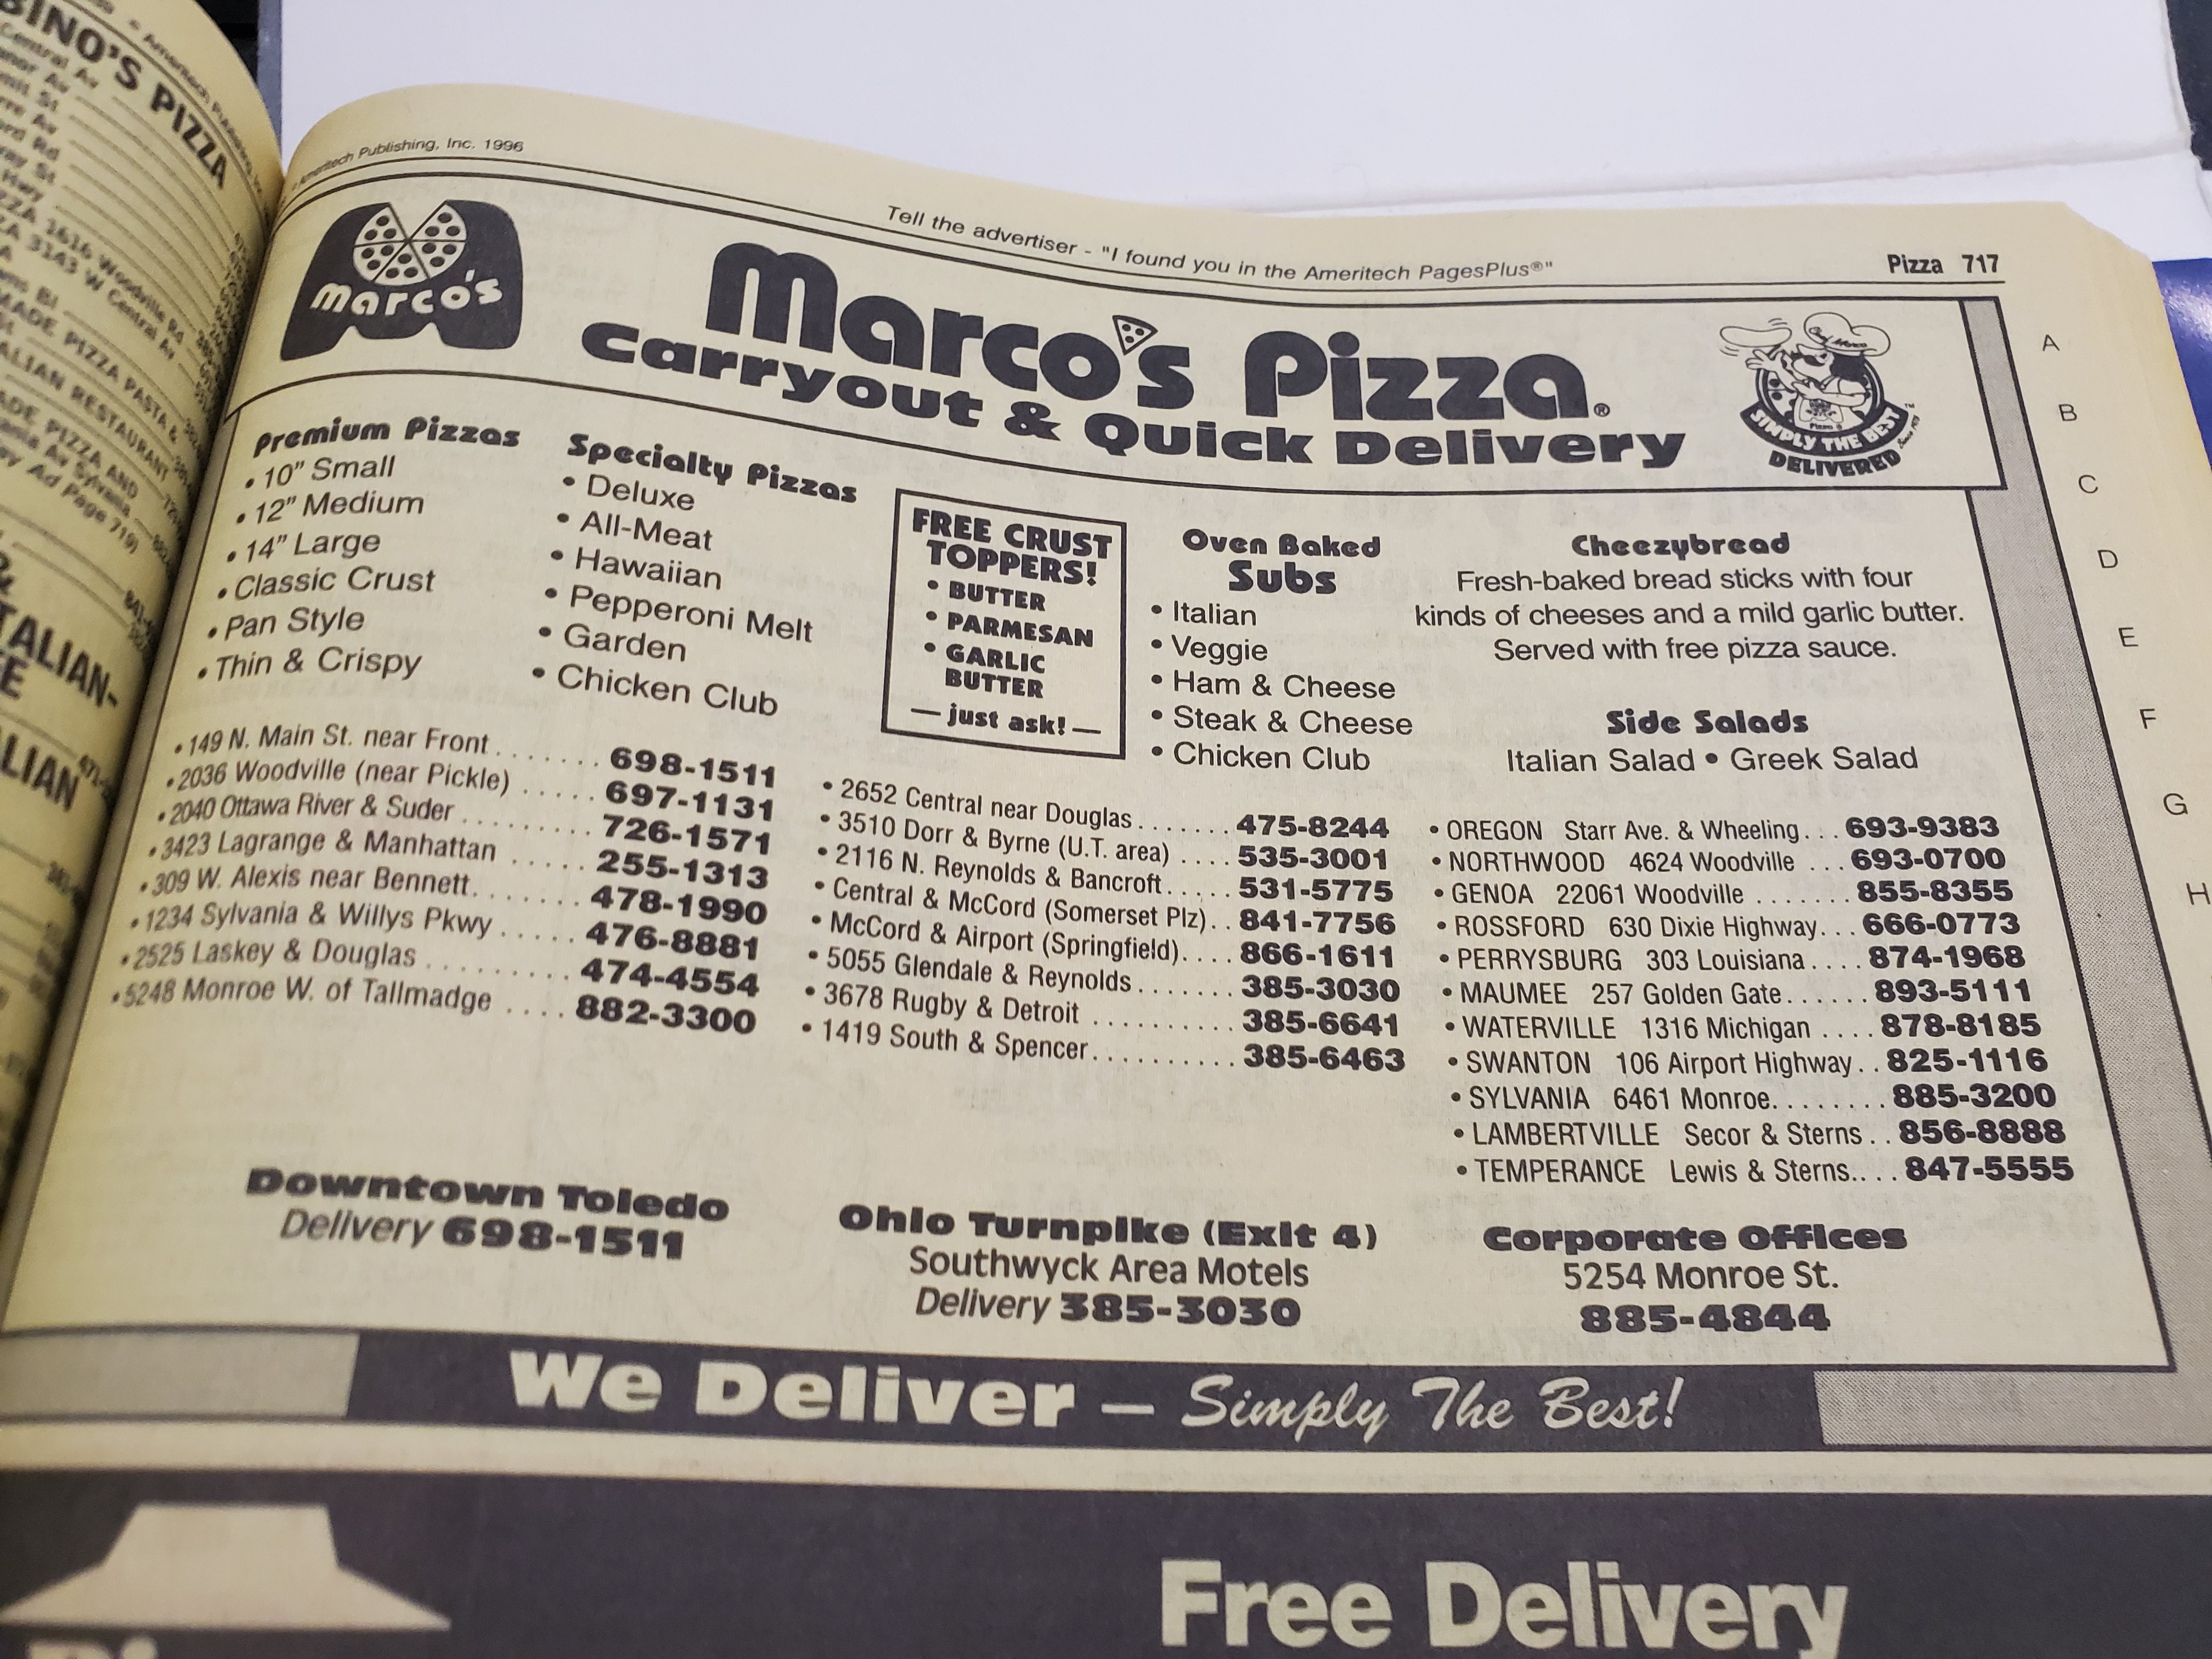 BINO'S PIZZA
Ameritech Publishing, Inc. 1996
Tell the advertiser - "I found you in the Ameritech PagesPlus®"
Pizza 717
marco's
Marco's Pizza®
Carryout & Quick Delivery
Marco's
SIMPLY THE BEST
DELIVERED™
Premium Pizzas
• 10" Small
• 12" Medium
• 14" Large
• Classic Crust
• Pan Style
• Thin & Crispy
Specialty Pizzas
• Deluxe
• All-Meat
• Hawaiian
• Pepperoni Melt
• Garden
• Chicken Club
FREE CRUST
TOPPERS!
• BUTTER
• PARMESAN
• GARLIC
BUTTER
— just ask! —
Oven Baked
Subs
• Italian
• Veggie
• Ham & Cheese
• Steak & Cheese
• Chicken Club
Cheezybread
Fresh-baked bread sticks with four
kinds of cheeses and a mild garlic butter.
Served with free pizza sauce.
Side Salads
Italian Salad • Greek Salad
• 149 N. Main St. near Front ....... 698-1511
• 2036 Woodville (near Pickle) ..... 697-1131
• 2040 Ottawa River & Suder ......... 726-1571
• 3423 Lagrange & Manhattan ..... 255-1313
• 309 W. Alexis near Bennett....... 478-1990
• 1234 Sylvania & Willys Pkwy ..... 476-8881
• 2525 Laskey & Douglas ......... 474-4554
• 5248 Monroe W. of Tallmadge .... 882-3300
• 2652 Central near Douglas....... 475-8244
• 3510 Dorr & Byrne (U.T. area) .... 535-3001
• 2116 N. Reynolds & Bancroft..... 531-5775
• Central & McCord (Somerset Plz).. 841-7756
• McCord & Airport (Springfield).... 866-1611
• 5055 Glendale & Reynolds....... 385-3030
• 3678 Rugby & Detroit .......... 385-6641
• 1419 South & Spencer.......... 385-6463
• OREGON Starr Ave. & Wheeling... 693-9383
• NORTHWOOD 4624 Woodville ... 693-0700
• GENOA 22061 Woodville ....... 855-8355
• ROSSFORD 630 Dixie Highway... 666-0773
• PERRYSBURG 303 Louisiana.... 874-1968
• MAUMEE 257 Golden Gate...... 893-5111
• WATERVILLE 1316 Michigan .... 878-8185
• SWANTON 106 Airport Highway.. 825-1116
• SYLVANIA 6461 Monroe........ 885-3200
• LAMBERTVILLE Secor & Sterns.. 856-8888
• TEMPERANCE Lewis & Sterns.... 847-5555
Downtown Toledo
Delivery 698-1511
Ohio Turnpike (Exit 4)
Southwyck Area Motels
Delivery 385-3030
Corporate Offices
5254 Monroe St.
885-4844
We Deliver – Simply The Best!
Free Delivery
A
B
C
D
E
F
G
H